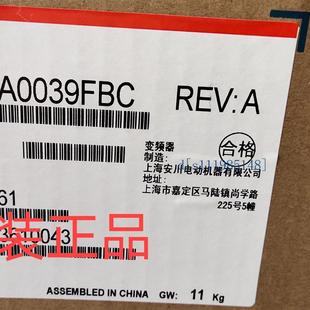 A0039FBC
REV: A
合格
变频器
制造:
上海安川电动机器有限公司
地址:
上海市嘉定区马陆镇尚学路
225号5幢
61
3610043
装正品
ASSEMBLED IN CHINA GW: 11 Kg